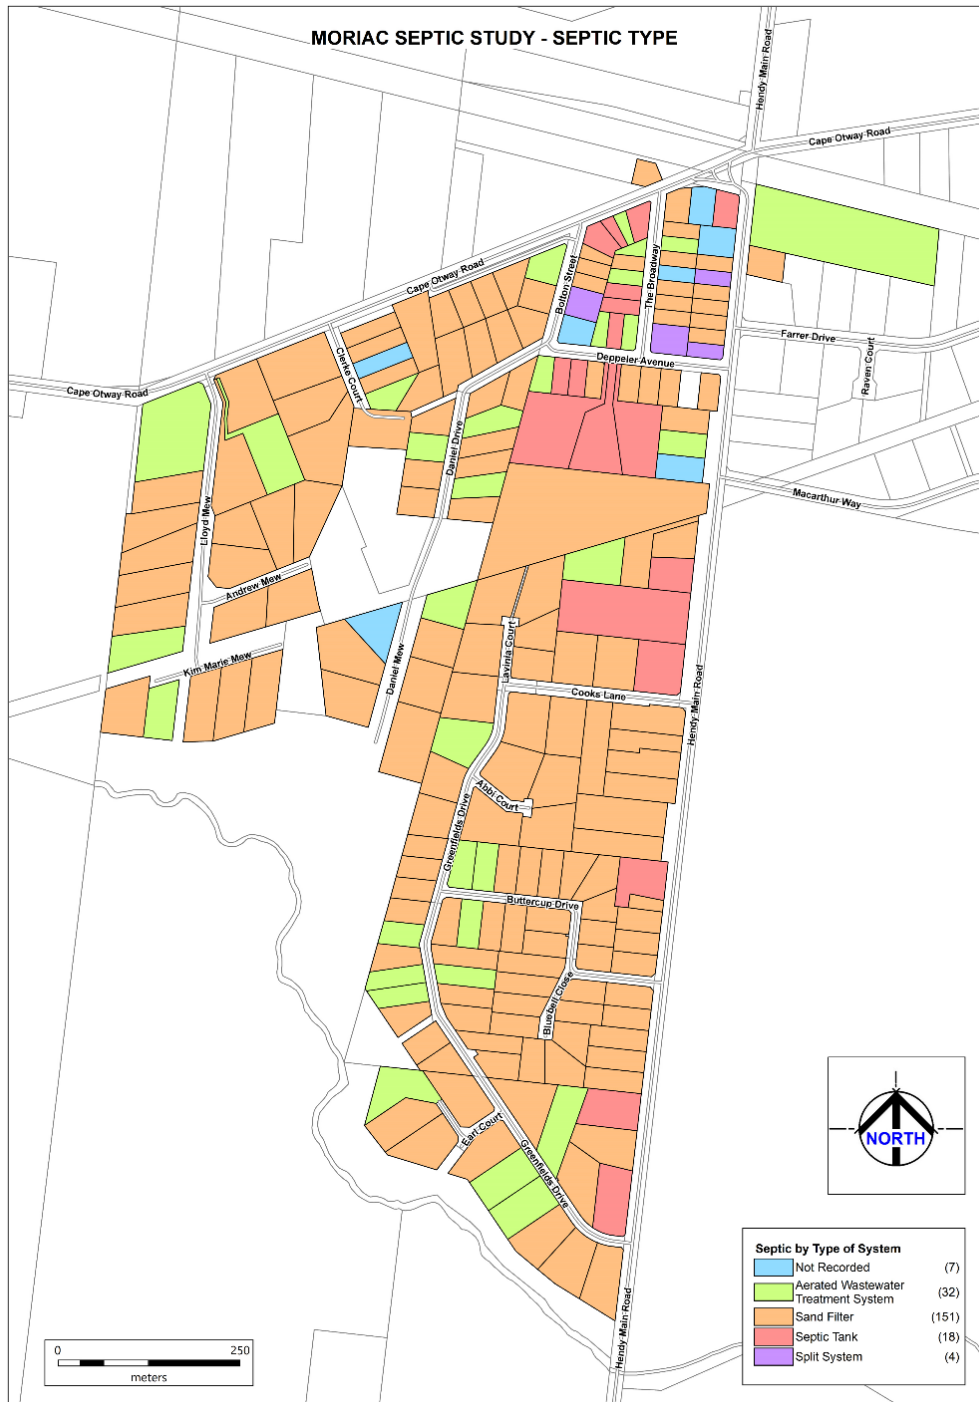 MORIAC SEPTIC STUDY - SEPTIC TYPE
Hendy Main Road
Cape Otway Road
Cape Otway Road
Bolton Street
The Broadway
Farrer Drive
Raven Court
Deppeler Avenue
Clerke Court
Cape Otway Road
Daniel Drive
Macarthur Way
Lloyd Mew
Andrew Mew
Kim Marie Mew
Daniel Mew
Lavinia Court
Cooks Lane
Hendy Main Road
Abbi Court
Greenfields Drive
Buttercup Drive
Bluebell Close
Earl Court
Greenfields Drive
Hendy Main Road
NORTH
Septic by Type of System
Not Recorded (7)
Aerated Wastewater
Treatment System (32)
Sand Filter (151)
Septic Tank (18)
Split System (4)
0 250
meters